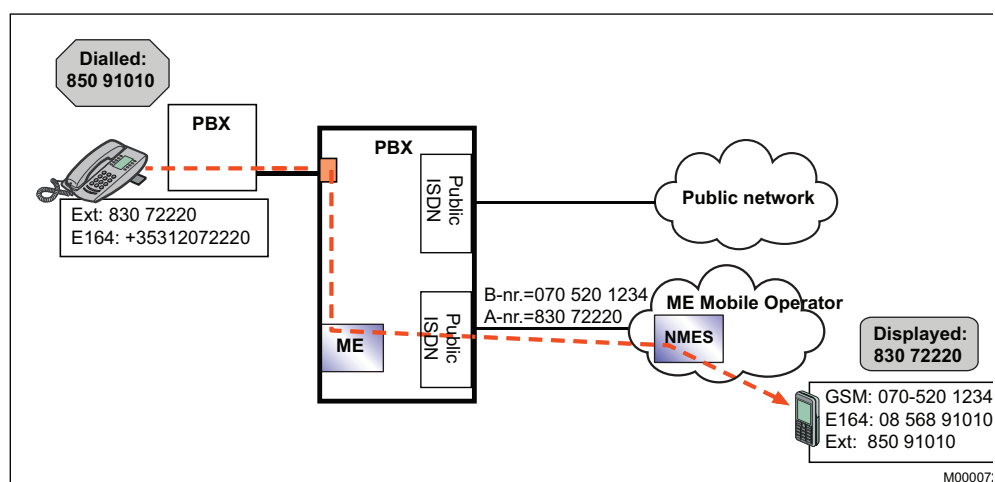 Dialled:
850 91010
PBX
Ext: 830 72220
E164: +35312072220
PBX
Public
ISDN
Public network
ME
Public
ISDN
B-nr.=070 520 1234
A-nr.=830 72220
ME Mobile Operator
NMES
Displayed:
830 72220
GSM: 070-520 1234
E164: 08 568 91010
Ext: 850 91010
M000072